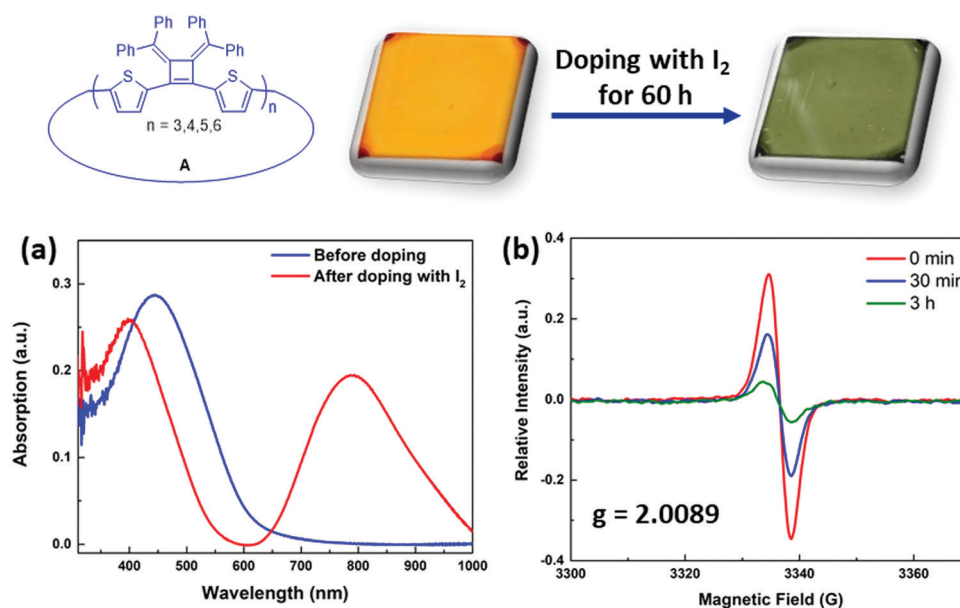 Ph Ph
Ph Ph
S S
( ) n
n = 3,4,5,6
A
Doping with I₂
for 60 h
(a)
Before doping
After doping with I₂
0.3
0.2
0.1
0.0
Absorption (a.u.)
400 500 600 700 800 900 1000
Wavelength (nm)
(b)
0 min
30 min
3 h
0.4
0.2
0.0
-0.2
-0.4
Relative Intensity (a.u.)
g = 2.0089
3300 3320 3340 3360
Magnetic Field (G)